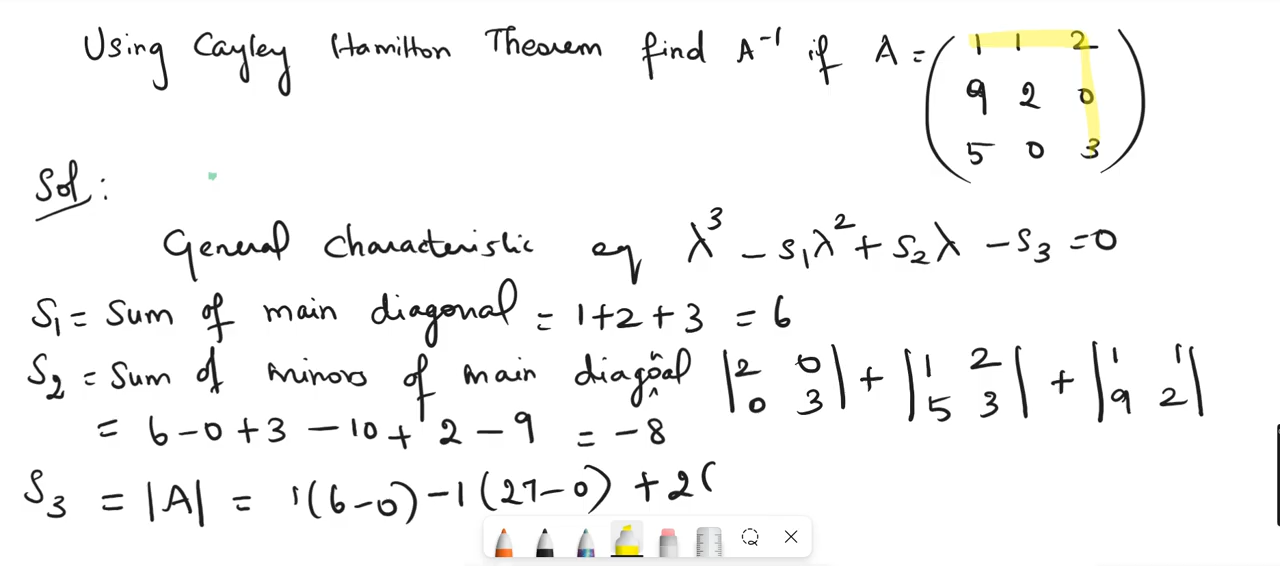 Using Cayley Hamilton Theorem find A⁻¹ if A = ( 1 1 2
9 2 0
5 0 3 )
Sol:
General characteristic eq λ³ - S₁λ² + S₂λ - S₃ = 0
S₁ = Sum of main diagonal = 1+2+3 = 6
S₂ = Sum of minors of main diagonal |2 0; 0 3| + |1 2; 5 3| + |1 1; 9 2|
= 6-0+3-10+2-9 = -8
S₃ = |A| = 1(6-0)-1(27-0)+2(